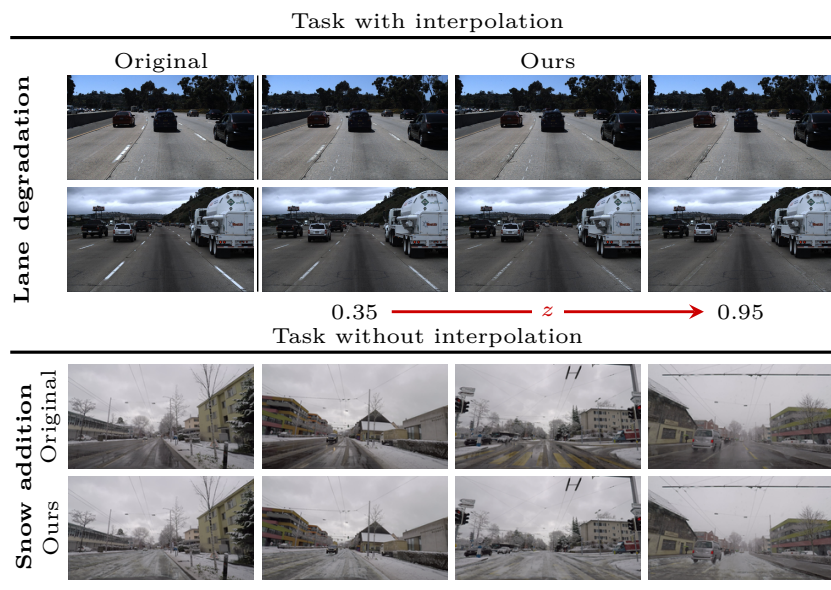 Task with interpolation
Original
Ours
Lane degradation
0.35
z
0.95
Task without interpolation
Snow addition
Original
Ours